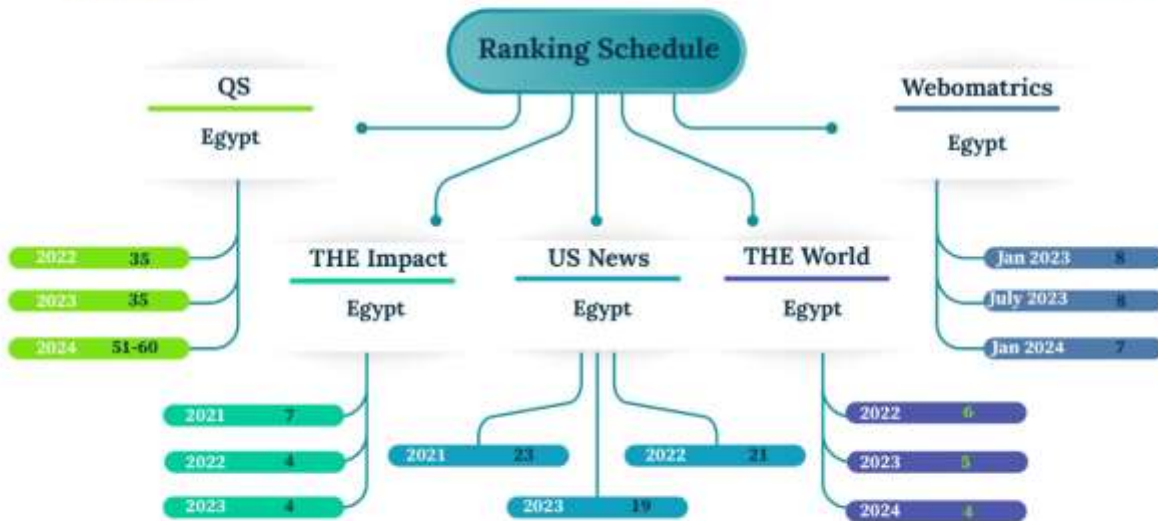 Ranking Schedule
QS
Egypt
2022 35
2023 35
2024 51-60
THE Impact
Egypt
2021 7
2022 4
2023 4
US News
Egypt
2021 23
2022 21
2023 19
THE World
Egypt
2022 6
2023 5
2024 4
Webomatrics
Egypt
Jan 2023 8
July 2023 8
Jan 2024 7